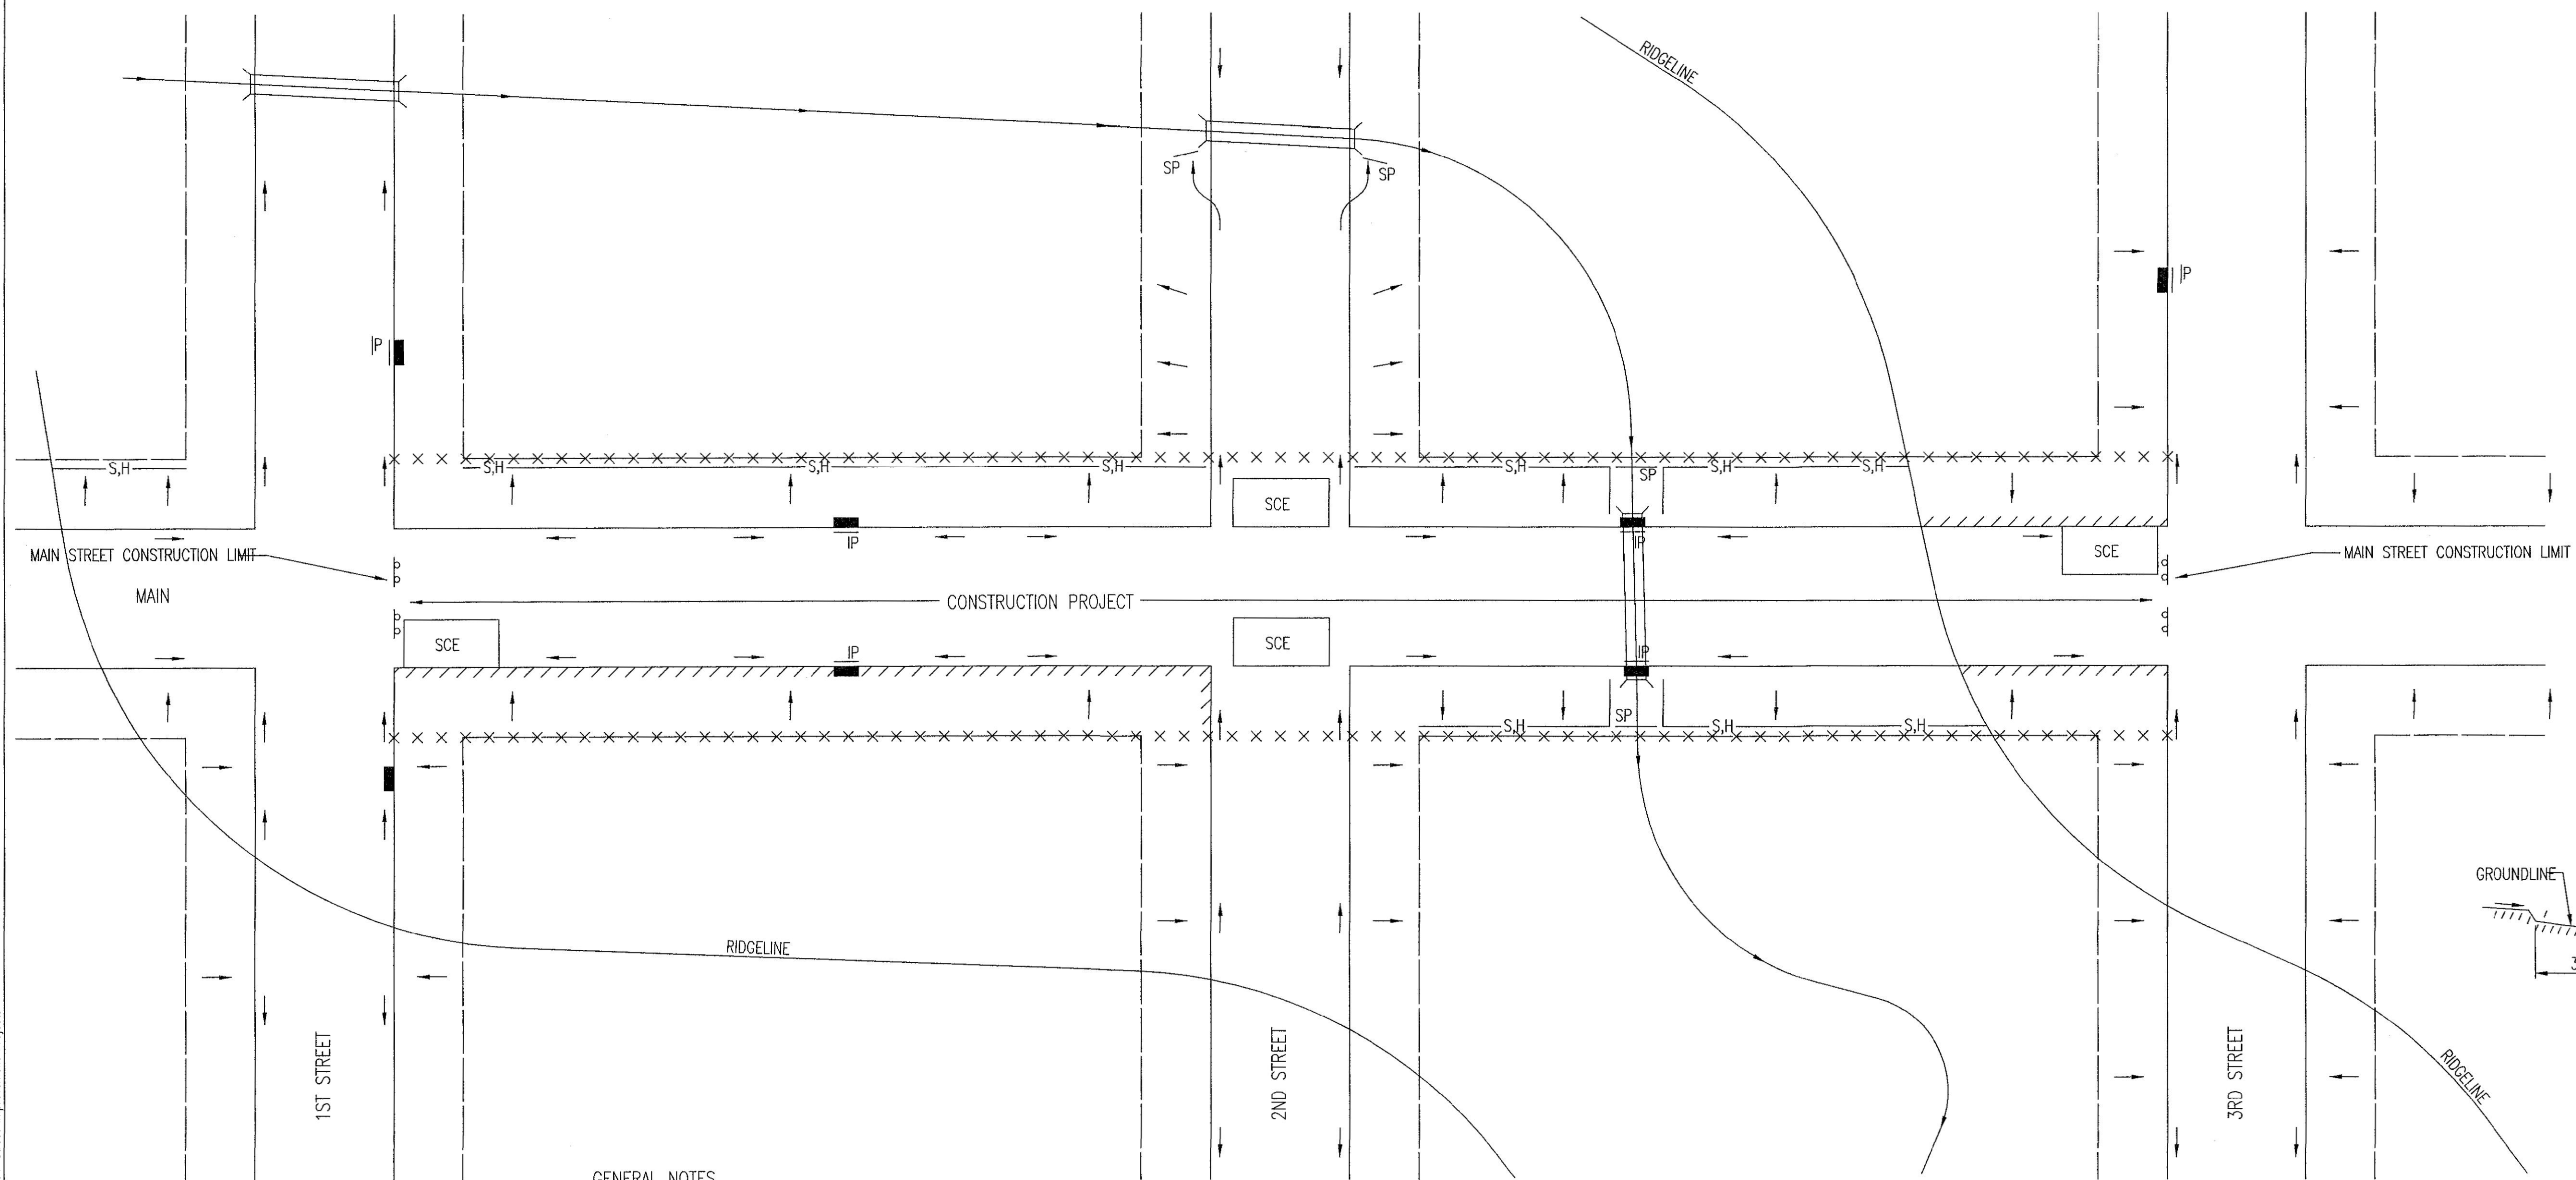 RIDGELINE
SP
SP
IP
IP
S,H
S,H
S,H
S,H
S,H
SP
S,H
S,H
SCE
IP
IP
SCE
MAIN STREET CONSTRUCTION LIMIT
MAIN STREET CONSTRUCTION LIMIT
MAIN
CONSTRUCTION PROJECT
SCE
SCE
IP
IP
SP
S,H
S,H
S,H
GROUNDLINE
RIDGELINE
3
1ST STREET
2ND STREET
3RD STREET
RIDGELINE
GENERAL NOTES